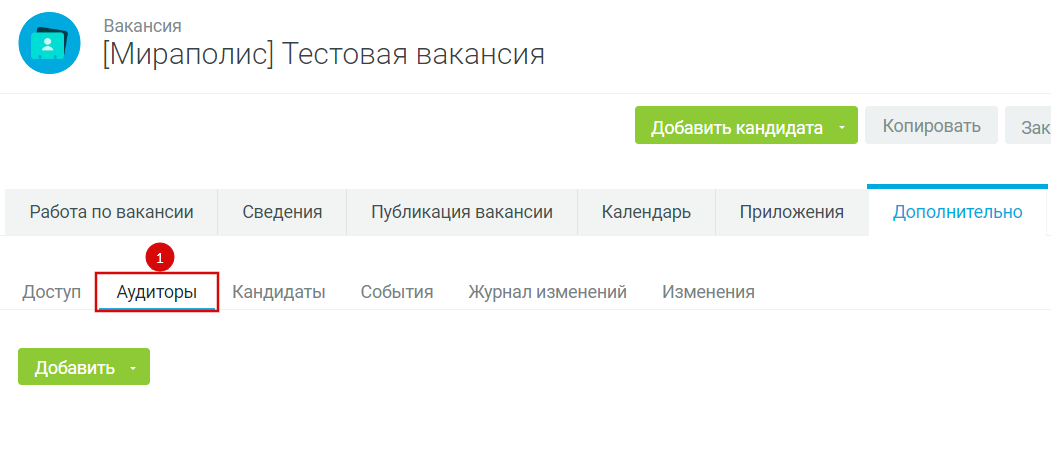 Вакансия
[Мираполис] Тестовая вакансия
Добавить кандидата Копировать Зак
Работа по вакансии Сведения Публикация вакансии Календарь Приложения Дополнительно
1
Доступ Аудиторы Кандидаты События Журнал изменений Изменения
Добавить